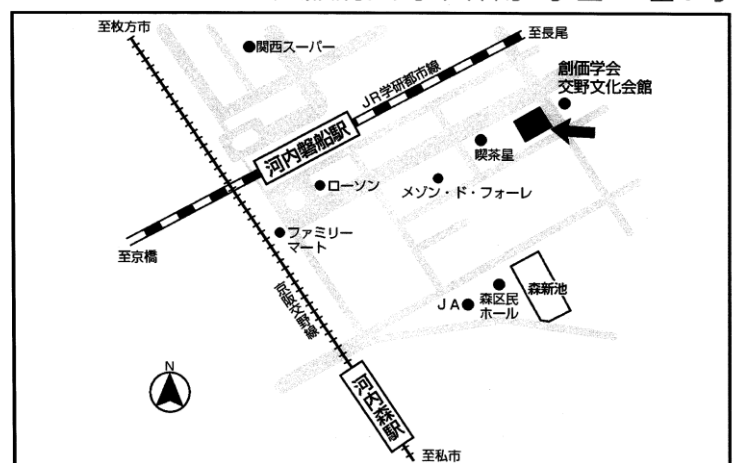 至枚方市
関西スーパー
至長尾
JR学研都市線
創価学会
交野文化会館
河内磐船駅
喫茶星
ローソン
メゾン・ド・フォーレ
ファミリー
マート
至京橋
京阪交野線
JA
森区民
ホール
森新池
N
河内森駅
至私市